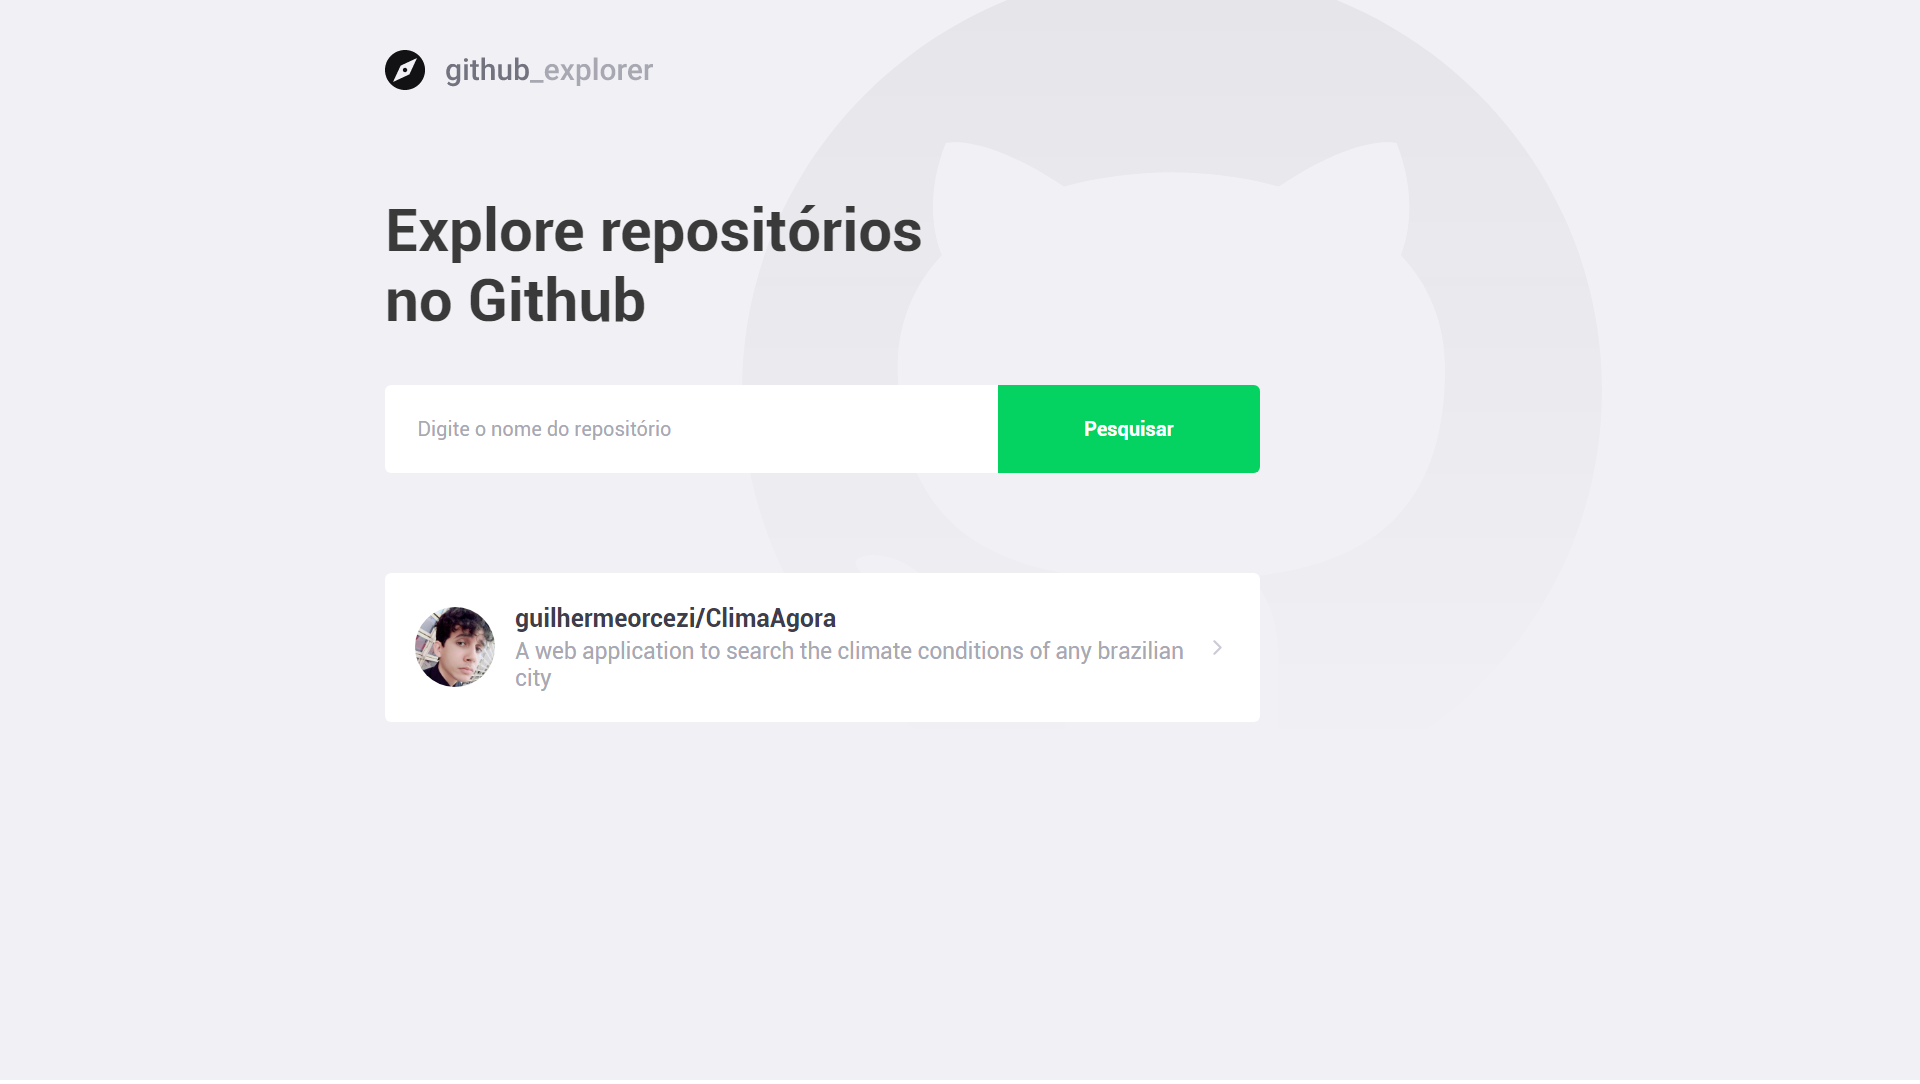 github_explorer
Explore repositórios
no Github
Digite o nome do repositório
Pesquisar
guilhermeorcezi/ClimaAgora
A web application to search the climate conditions of any brazilian
city